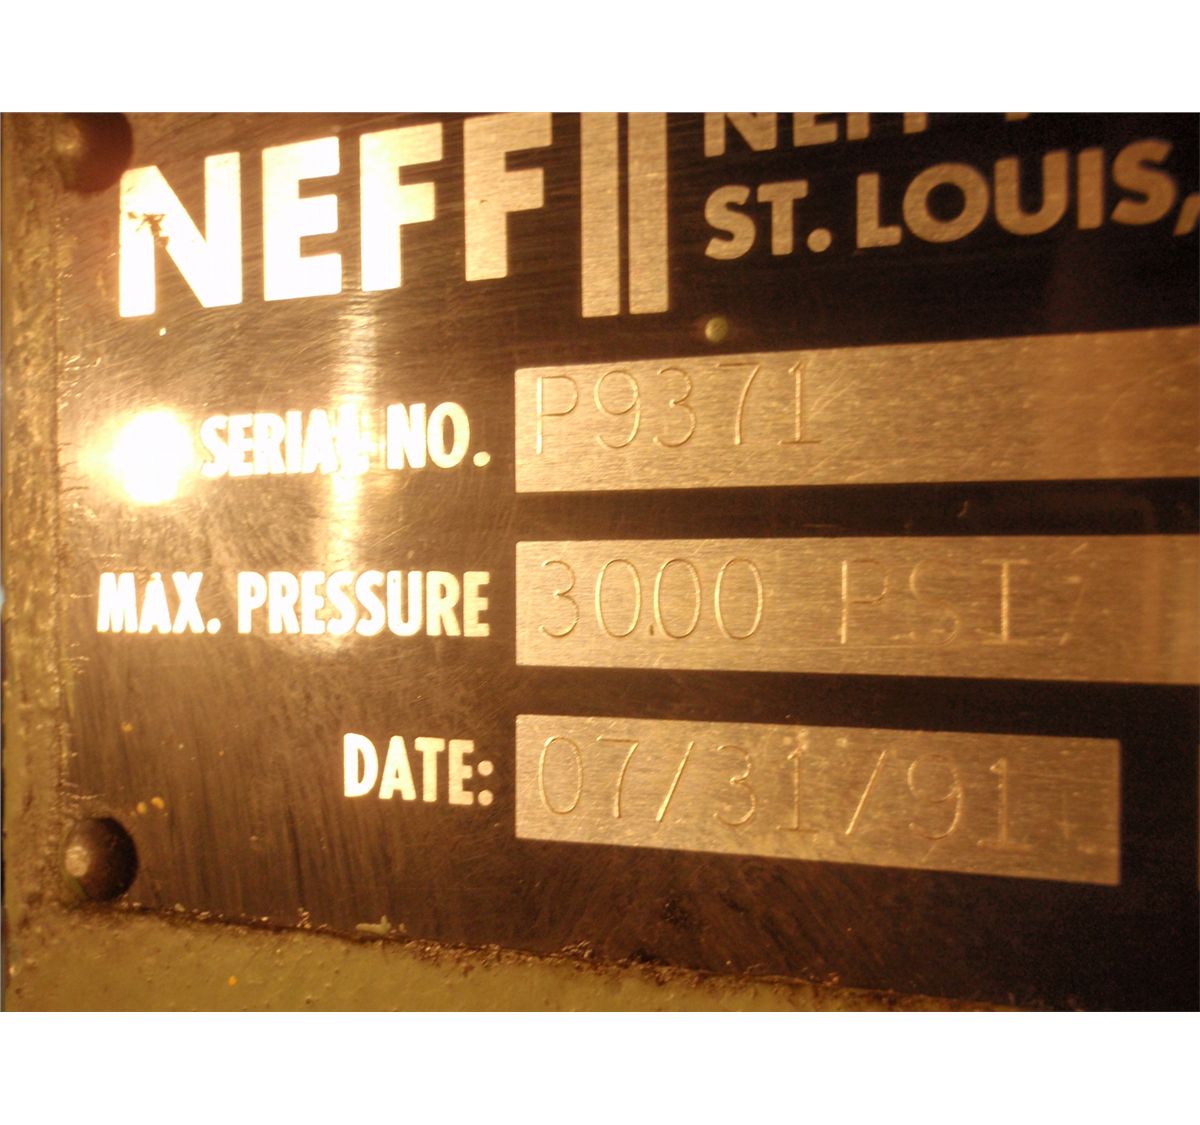 NEFF
ST. LOUIS,
SERIAL NO. P9371
MAX. PRESSURE 3000 PSI
DATE: 07/31/91